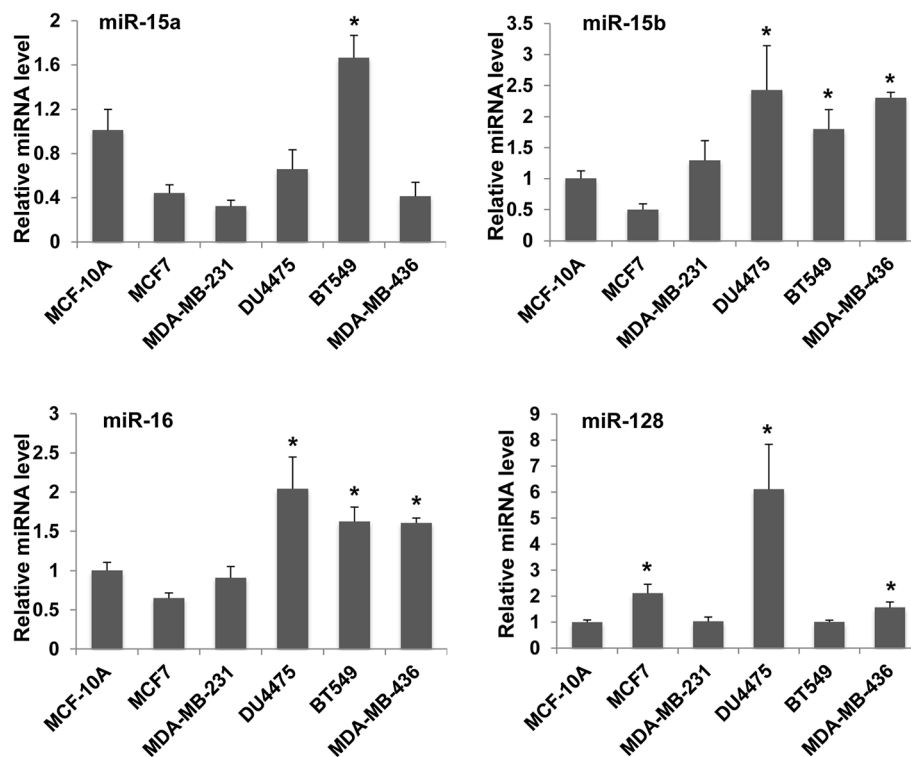 miR-15a
Relative miRNA level
2
1.6
1.2
0.8
0.4
0
*
MCF-10A
MCF7
MDA-MB-231
DU4475
BT549
MDA-MB-436
miR-15b
Relative miRNA level
3.5
3
2.5
2
1.5
1
0.5
0
*
*
*
MCF-10A
MCF7
MDA-MB-231
DU4475
BT549
MDA-MB-436
miR-16
Relative miRNA level
3
2.5
2
1.5
1
0.5
0
*
*
*
MCF-10A
MCF7
MDA-MB-231
DU4475
BT549
MDA-MB-436
miR-128
Relative miRNA level
9
8
7
6
5
4
3
2
1
0
*
*
*
MCF-10A
MCF7
MDA-MB-231
DU4475
BT549
MDA-MB-436